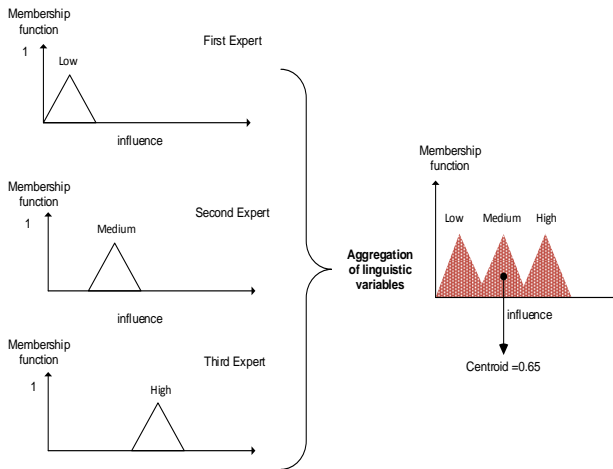 Membership
function
1
Low
First Expert
influence
Membership
function
1
Medium
Second Expert
influence
Membership
function
1
High
Third Expert
Aggregation
of linguistic
variables
Membership
function
Low
Medium
High
influence
Centroid =0.65